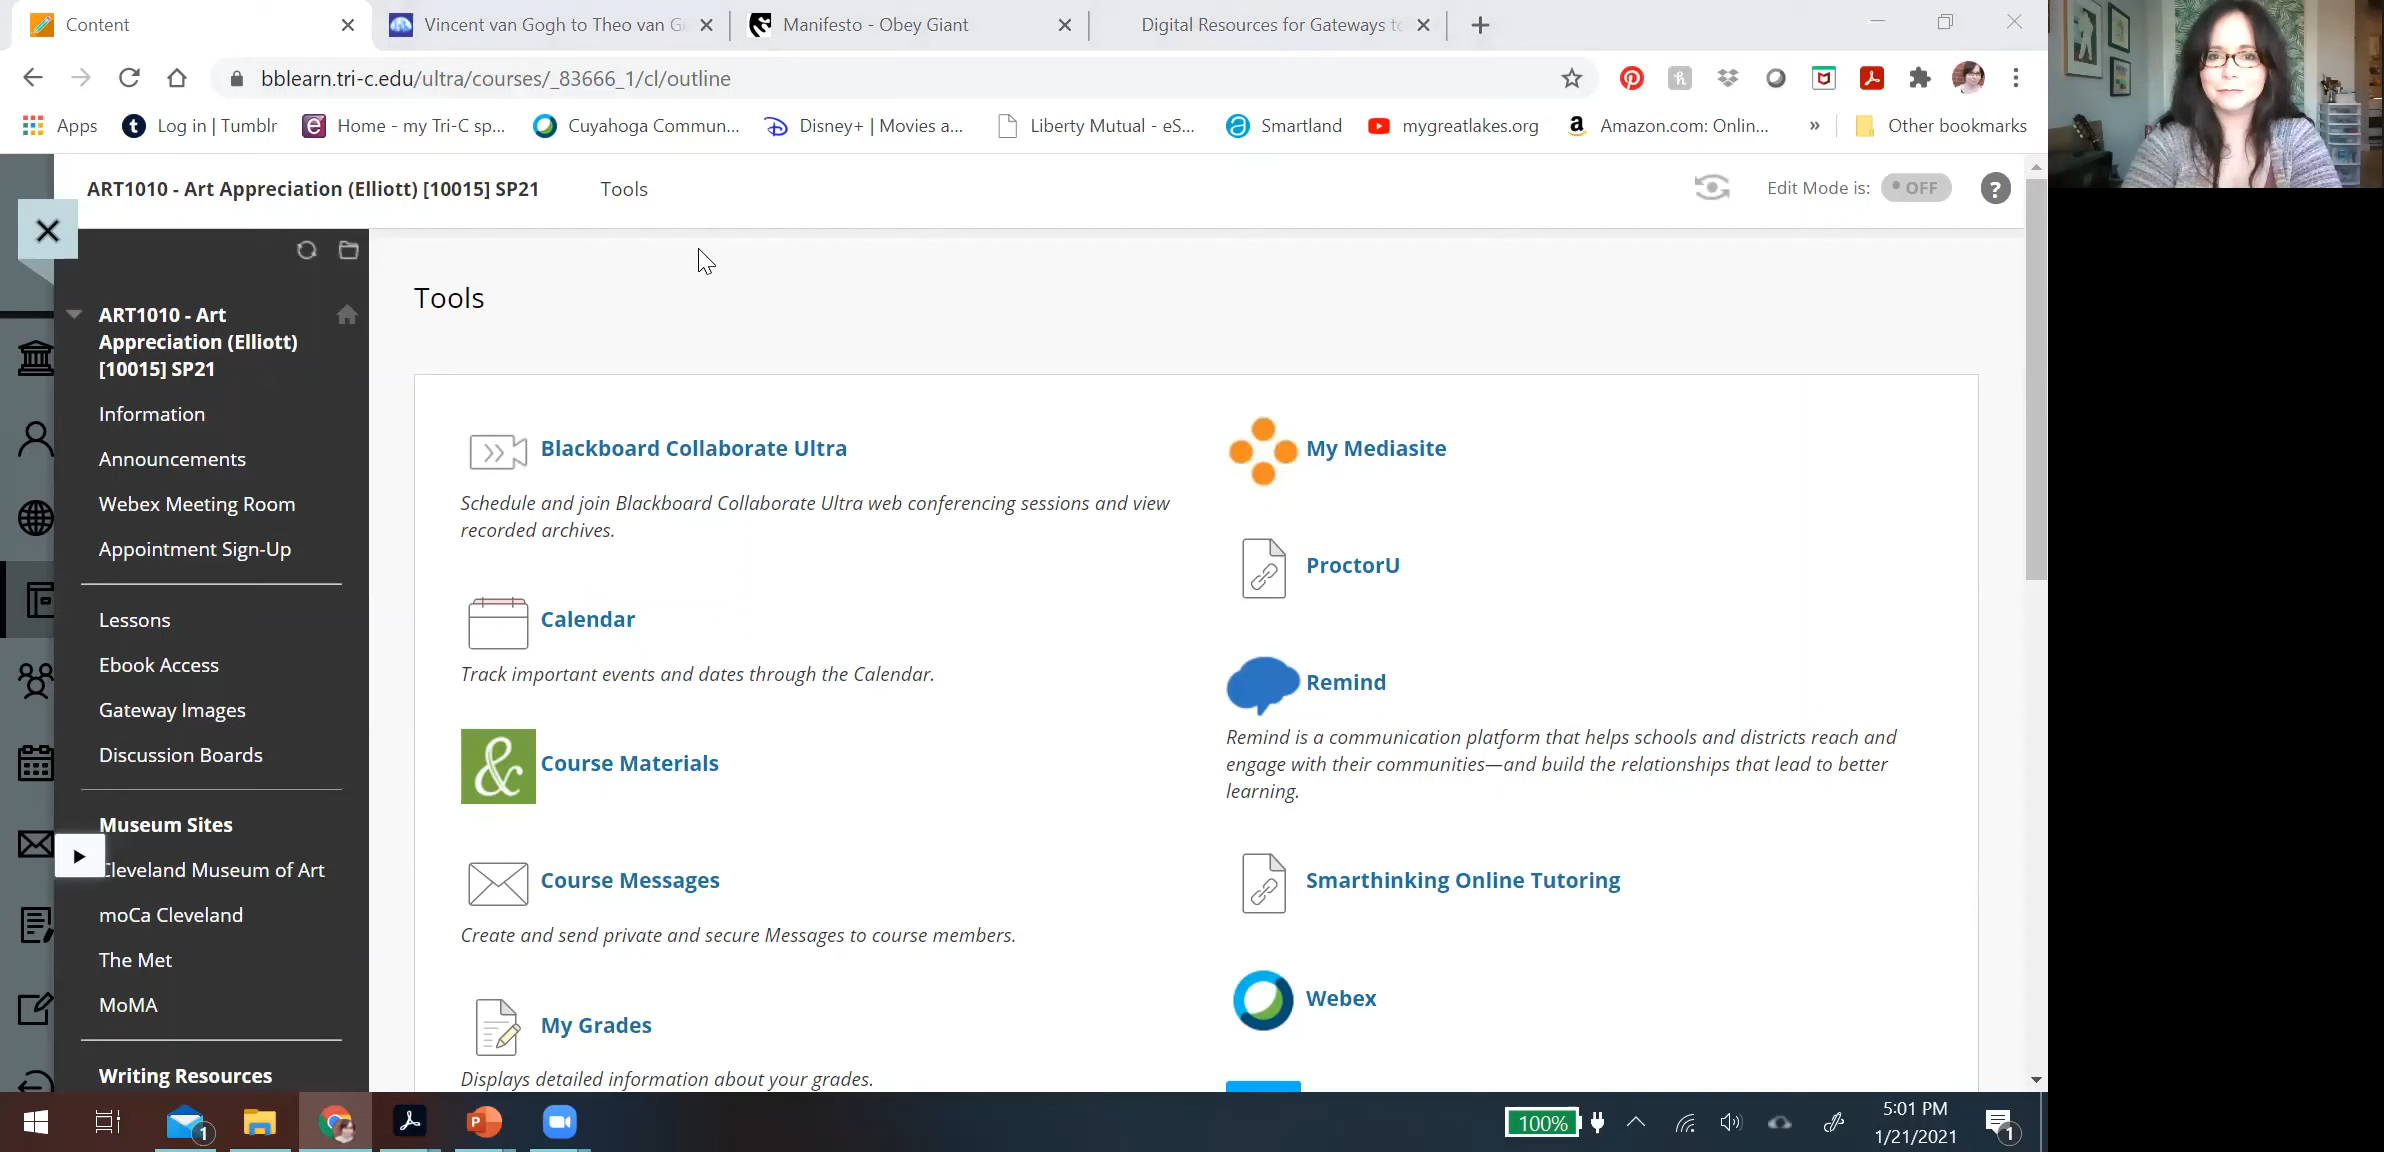 Content
Vincent van Gogh to Theo van G
Manifesto - Obey Giant
Digital Resources for Gateways to
bblearn.tri-c.edu/ultra/courses/_83666_1/cl/outline
Apps
Log in | Tumblr
Home - my Tri-C sp...
Cuyahoga Commun...
Disney+ | Movies a...
Liberty Mutual - eS...
Smartland
mygreatlakes.org
Amazon.com: Onlin...
»
Other bookmarks
ART1010 - Art Appreciation (Elliott) [10015] SP21
Tools
Edit Mode is:
OFF
?
ART1010 - Art
Appreciation (Elliott)
[10015] SP21
Information
Announcements
Webex Meeting Room
Appointment Sign-Up
Lessons
Ebook Access
Gateway Images
Discussion Boards
Museum Sites
Cleveland Museum of Art
moCa Cleveland
The Met
MoMA
Writing Resources
Tools
Blackboard Collaborate Ultra
Schedule and join Blackboard Collaborate Ultra web conferencing sessions and view
recorded archives.
Calendar
Track important events and dates through the Calendar.
&
Course Materials
Course Messages
Create and send private and secure Messages to course members.
My Grades
Displays detailed information about your grades.
My Mediasite
ProctorU
Remind
Remind is a communication platform that helps schools and districts reach and
engage with their communities—and build the relationships that lead to better
learning.
Smarthinking Online Tutoring
Webex
1
100%
5:01 PM
1/21/2021
1